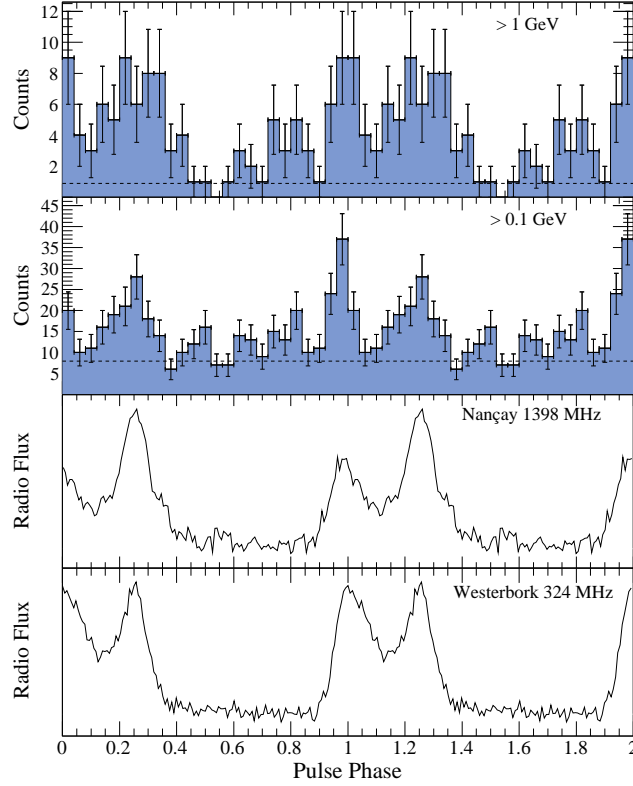 12
10
8
6
4
2
Counts
> 1 GeV
45
40
35
30
25
20
15
10
5
Counts
> 0.1 GeV
Radio Flux
Nançay 1398 MHz
Radio Flux
Westerbork 324 MHz
0 0.2 0.4 0.6 0.8 1 1.2 1.4 1.6 1.8 2
Pulse Phase